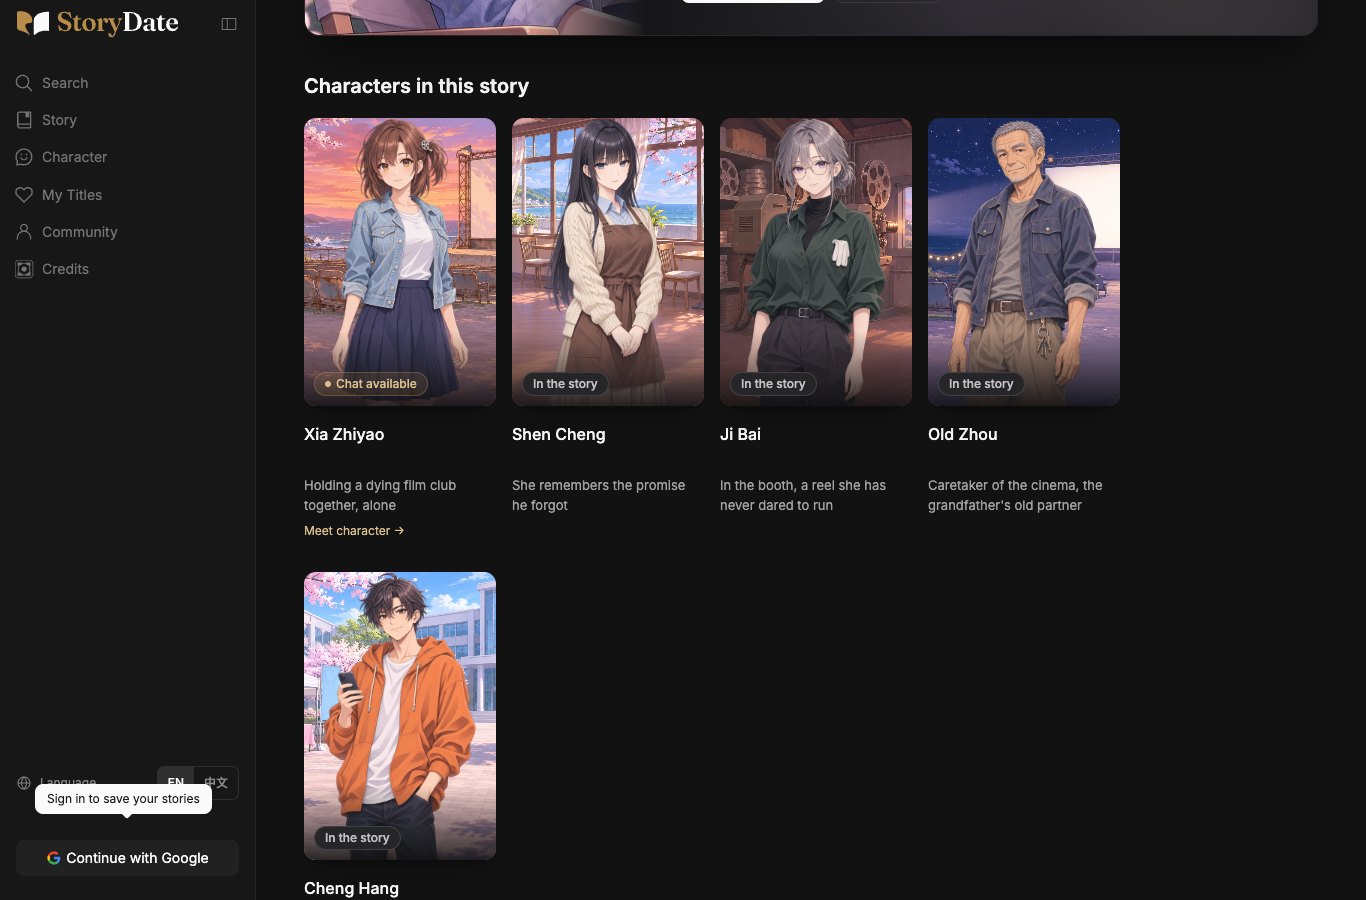 StoryDate
Search
Story
Character
My Titles
Community
Credits
Language
EN
中文
Sign in to save your stories
Continue with Google
Characters in this story
Chat available
In the story
In the story
In the story
Xia Zhiyao
Shen Cheng
Ji Bai
Old Zhou
Holding a dying film club
together, alone
She remembers the promise
he forgot
In the booth, a reel she has
never dared to run
Caretaker of the cinema, the
grandfather's old partner
Meet character →
In the story
Cheng Hang